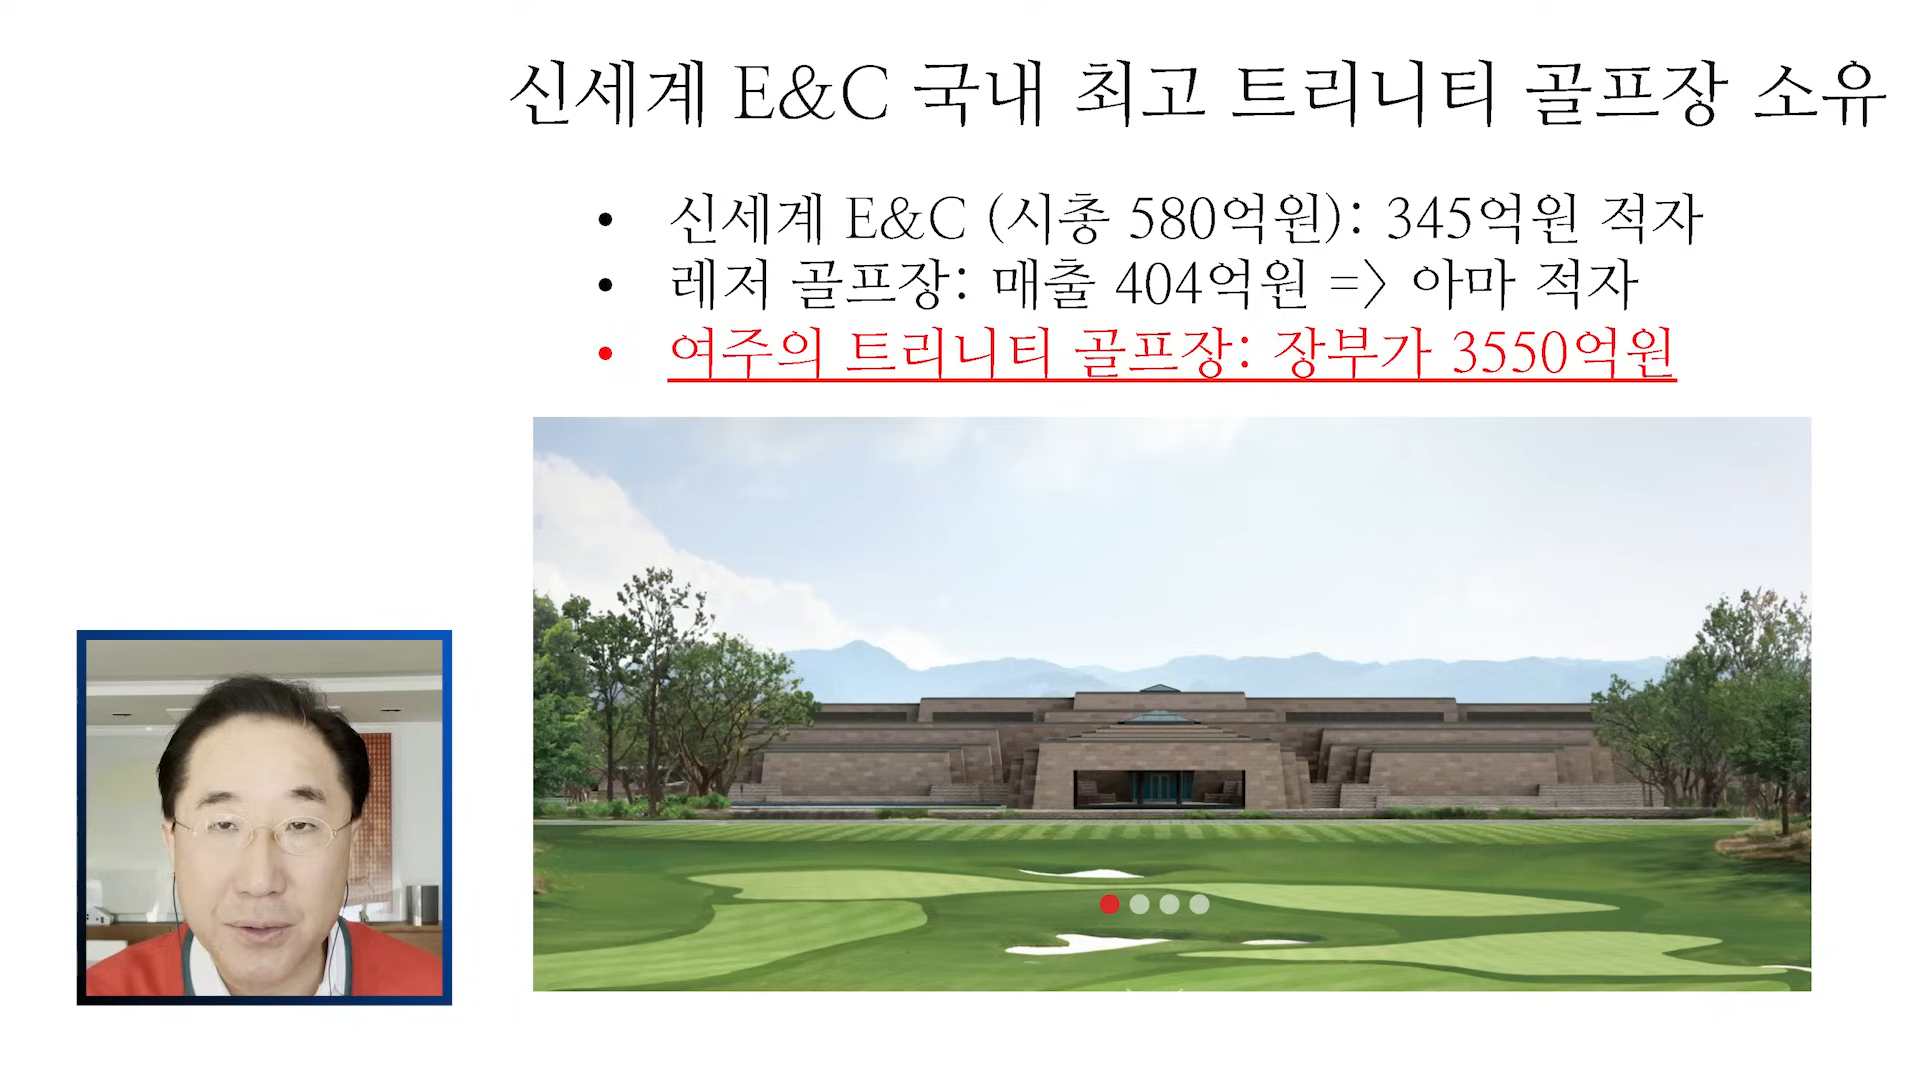 신세계 E&C 국내 최고 트리니티 골프장 소유
• 신세계 E&C (시총 580억원): 345억원 적자
• 레저 골프장: 매출 404억원 => 아마 적자
• 여주의 트리니티 골프장: 장부가 3550억원